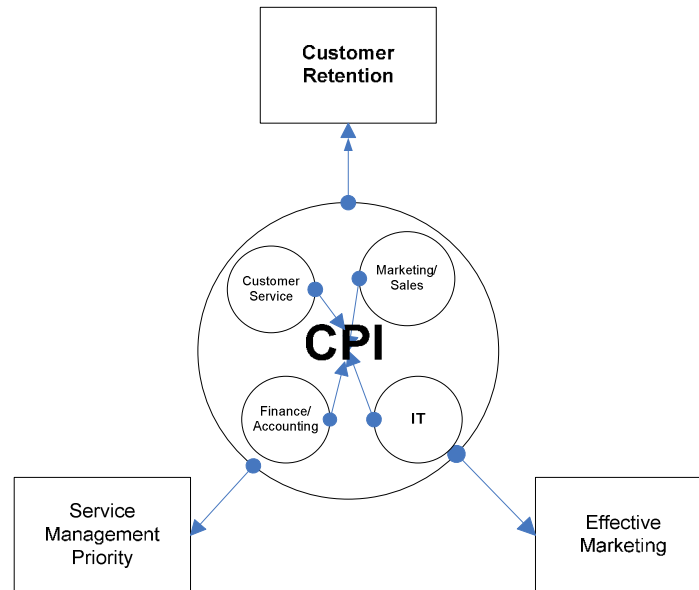 Customer
Retention
Customer
Service
Marketing/
Sales
CPI
Finance/
Accounting
IT
Service
Management
Priority
Effective
Marketing